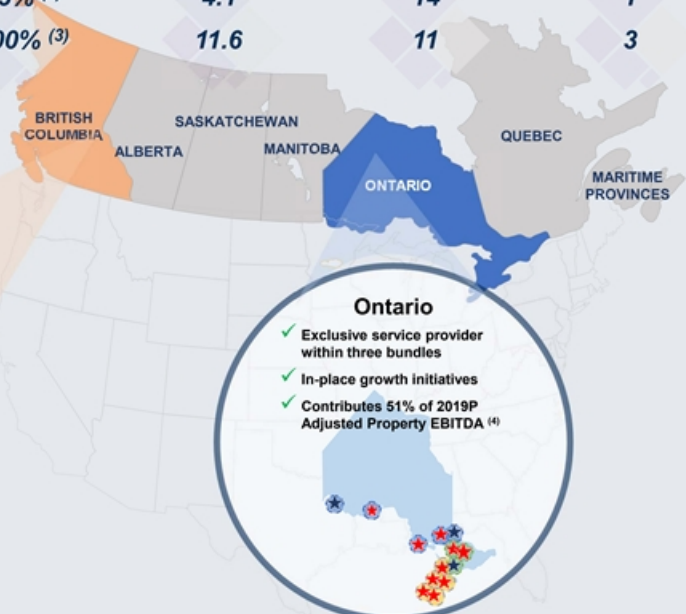 11.6 11 3
BRITISH
COLUMBIA
ALBERTA
SASKATCHEWAN
MANITOBA
ONTARIO
QUEBEC
MARITIME
PROVINCES
Ontario
✓ Exclusive service provider
within three bundles
✓ In-place growth initiatives
✓ Contributes 51% of 2019P
Adjusted Property EBITDA (4)